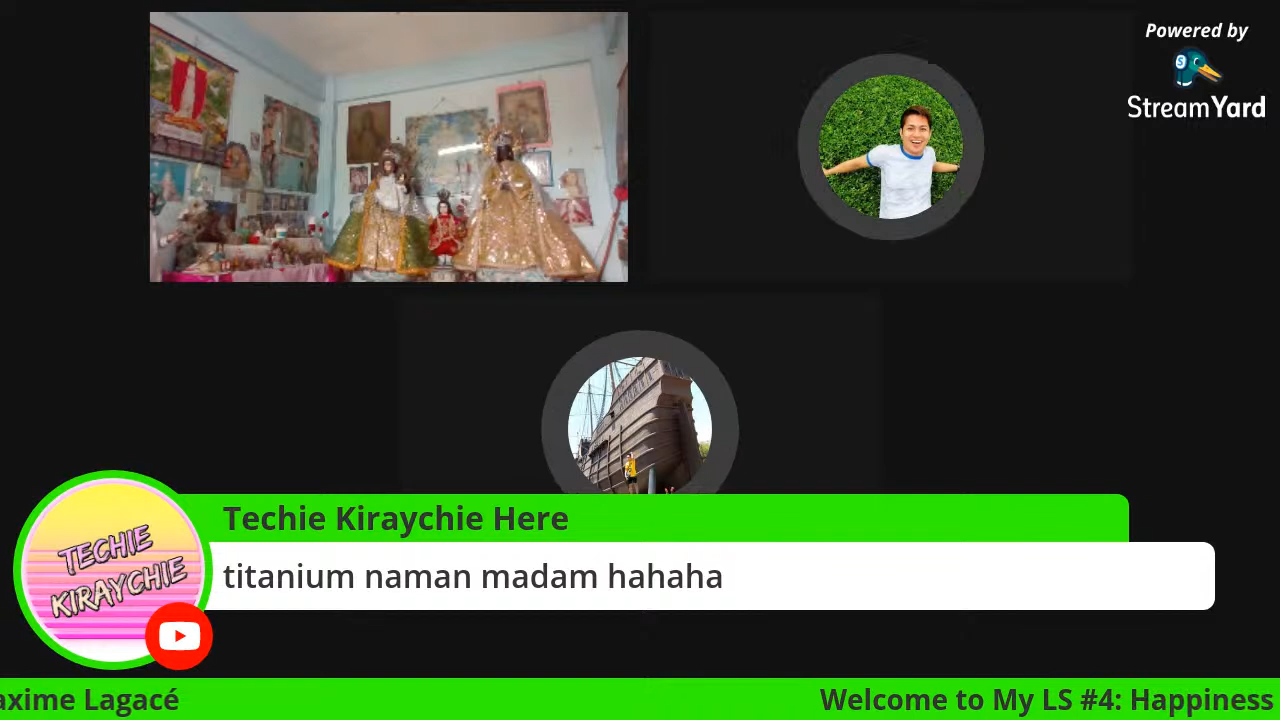 Powered by
StreamYard
TECHIE
KIRAYCHIE
Techie Kiraychie Here
titanium naman madam hahaha
axime Lagacé
Welcome to My LS #4: Happiness